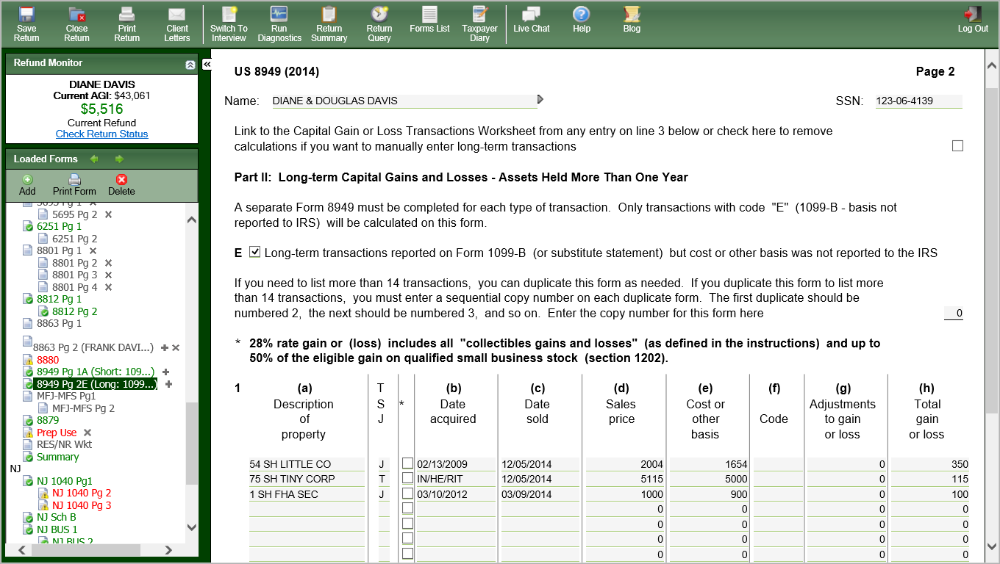 Save Return
Close Return
Print Return
Client Letters
Switch To Interview
Run Diagnostics
Return Summary
Return Query
Forms List
Taxpayer Diary
Live Chat
Help
Blog
Log Out
Refund Monitor
DIANE DAVIS
Current AGI: $43,061
$5,516
Current Refund
Check Return Status
Loaded Forms
Add
Print Form
Delete
5695 Pg 1
5695 Pg 2
6251 Pg 1
6251 Pg 2
8801 Pg 1
8801 Pg 2
8801 Pg 3
8801 Pg 4
8812 Pg 1
8812 Pg 2
8863 Pg 1
8863 Pg 2 (FRANK DAVI...)
8880
8949 Pg 1A (Short: 109...)
8949 Pg 2E (Long: 1099...)
MFJ-MFS Pg1
MFJ-MFS Pg 2
8879
Prep Use
RES/NR Wkt
Summary
NJ
NJ 1040 Pg1
NJ 1040 Pg 2
NJ 1040 Pg 3
NJ Sch B
NJ BUS 1
NJ BUS 2
US 8949 (2014) Page 2
Name: DIANE & DOUGLAS DAVIS SSN: 123-06-4139
Link to the Capital Gain or Loss Transactions Worksheet from any entry on line 3 below or check here to remove
calculations if you want to manually enter long-term transactions
Part II: Long-term Capital Gains and Losses - Assets Held More Than One Year
A separate Form 8949 must be completed for each type of transaction. Only transactions with code "E" (1099-B - basis not
reported to IRS) will be calculated on this form.
E Long-term transactions reported on Form 1099-B (or substitute statement) but cost or other basis was not reported to the IRS
If you need to list more than 14 transactions, you can duplicate this form as needed. If you duplicate this form to list more
than 14 transactions, you must enter a sequential copy number on each duplicate form. The first duplicate should be
numbered 2, the next should be numbered 3, and so on. Enter the copy number for this form here 0
* 28% rate gain or (loss) includes all "collectibles gains and losses" (as defined in the instructions) and up to
50% of the eligible gain on qualified small business stock (section 1202).
1 (a) T (b) (c) (d) (e) (f) (g) (h)
Description S * Date Date Sales Cost or Adjustments Total
of J acquired sold price other Code to gain gain
property basis or loss or loss
54 SH LITTLE CO J 02/13/2009 12/05/2014 2004 1654 0 350
75 SH TINY CORP T IN/HE/RIT 12/05/2014 5115 5000 0 115
1 SH FHA SEC J 03/10/2012 03/09/2014 1000 900 0 100
0 0 0 0
0 0 0 0
0 0 0 0
0 0 0 0